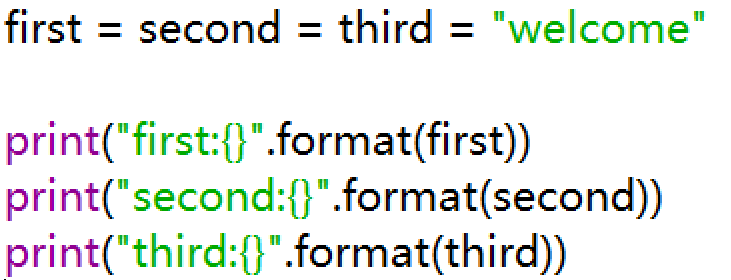 first = second = third = "welcome"
print("first:{}".format(first))
print("second:{}".format(second))
print("third:{}".format(third))